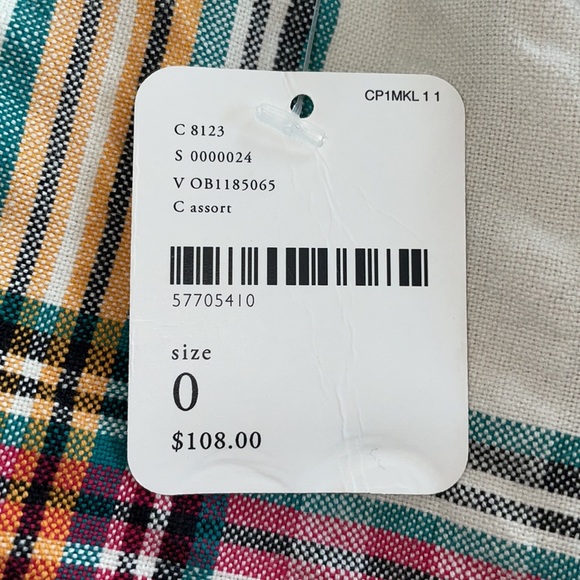 CP1MKL 1 1
C 8123
S 0000024
V OB1185065
C assort
57705410
size
0
$108.00